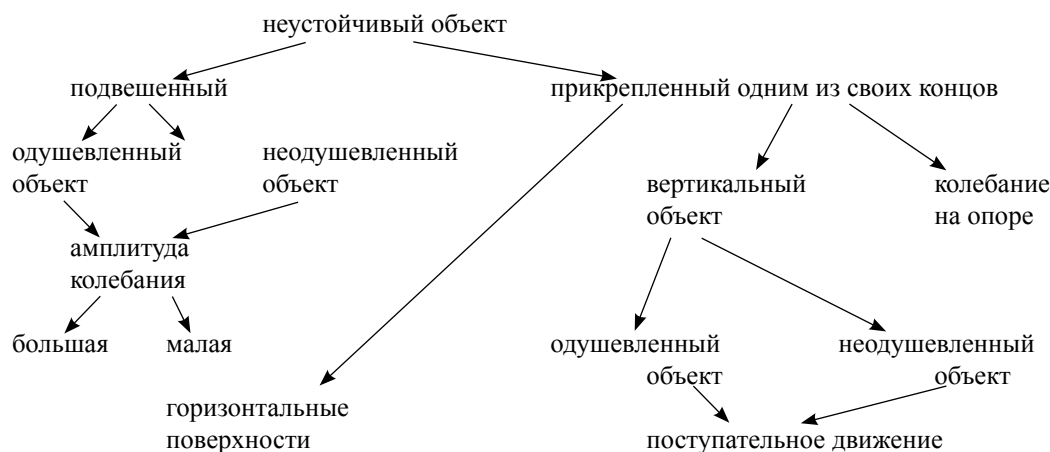 неустойчивый объект
подвешенный
прикрепленный одним из своих концов
одушевленный
объект
неодушевленный
объект
вертикальный
объект
колебание
на опоре
амплитуда
колебания
большая
малая
одушевленный
объект
неодушевленный
объект
горизонтальные
поверхности
поступательное движение